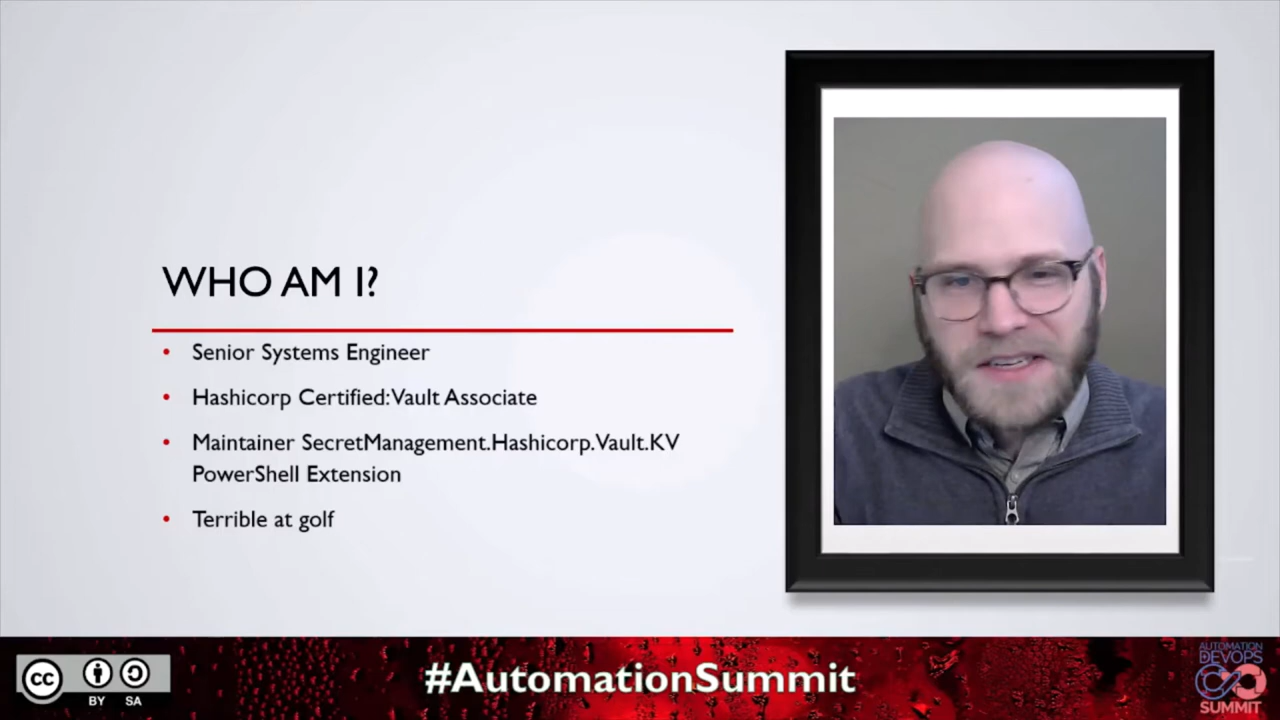 WHO AM I?
• Senior Systems Engineer
• Hashicorp Certified: Vault Associate
• Maintainer SecretManagement.Hashicorp.Vault.KV
PowerShell Extension
• Terrible at golf
cc
BY SA
#AutomationSummit
AUTOMATION
DEVOPS
SUMMIT